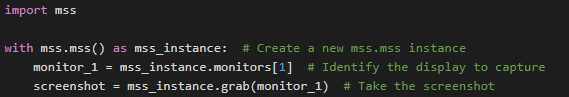 import mss
with mss.mss() as mss_instance:  # Create a new mss.mss instance
    monitor_1 = mss_instance.monitors[1]  # Identify the display to capture
    screenshot = mss_instance.grab(monitor_1)  # Take the screenshot